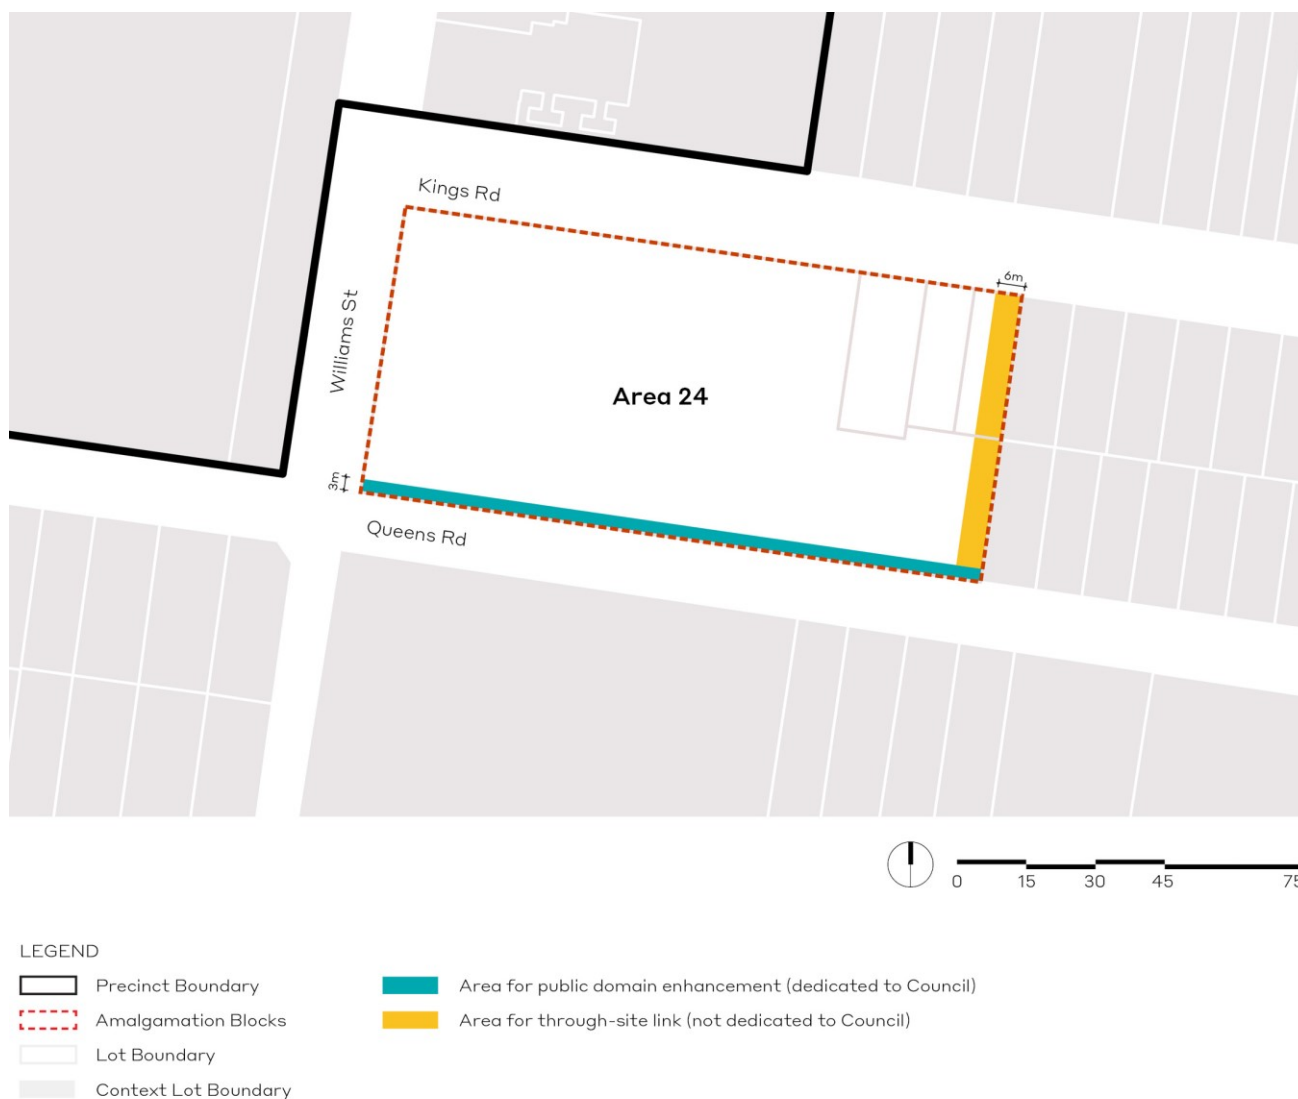 Kings Rd
6m
Williams St
Area 24
3m
Queens Rd
0 15 30 45 75
LEGEND
Precinct Boundary
Amalgamation Blocks
Lot Boundary
Context Lot Boundary
Area for public domain enhancement (dedicated to Council)
Area for through-site link (not dedicated to Council)